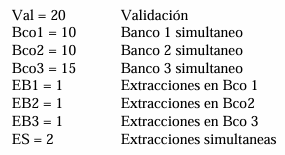 Val = 20 Validación
Bco1 = 10 Banco 1 simultaneo
Bco2 = 10 Banco 2 simultaneo
Bco3 = 15 Banco 3 simultaneo
EB1 = 1 Extracciones en Bco 1
EB2 = 1 Extracciones en Bco2
EB3 = 1 Extracciones en Bco 3
ES = 2 Extracciones simultaneas